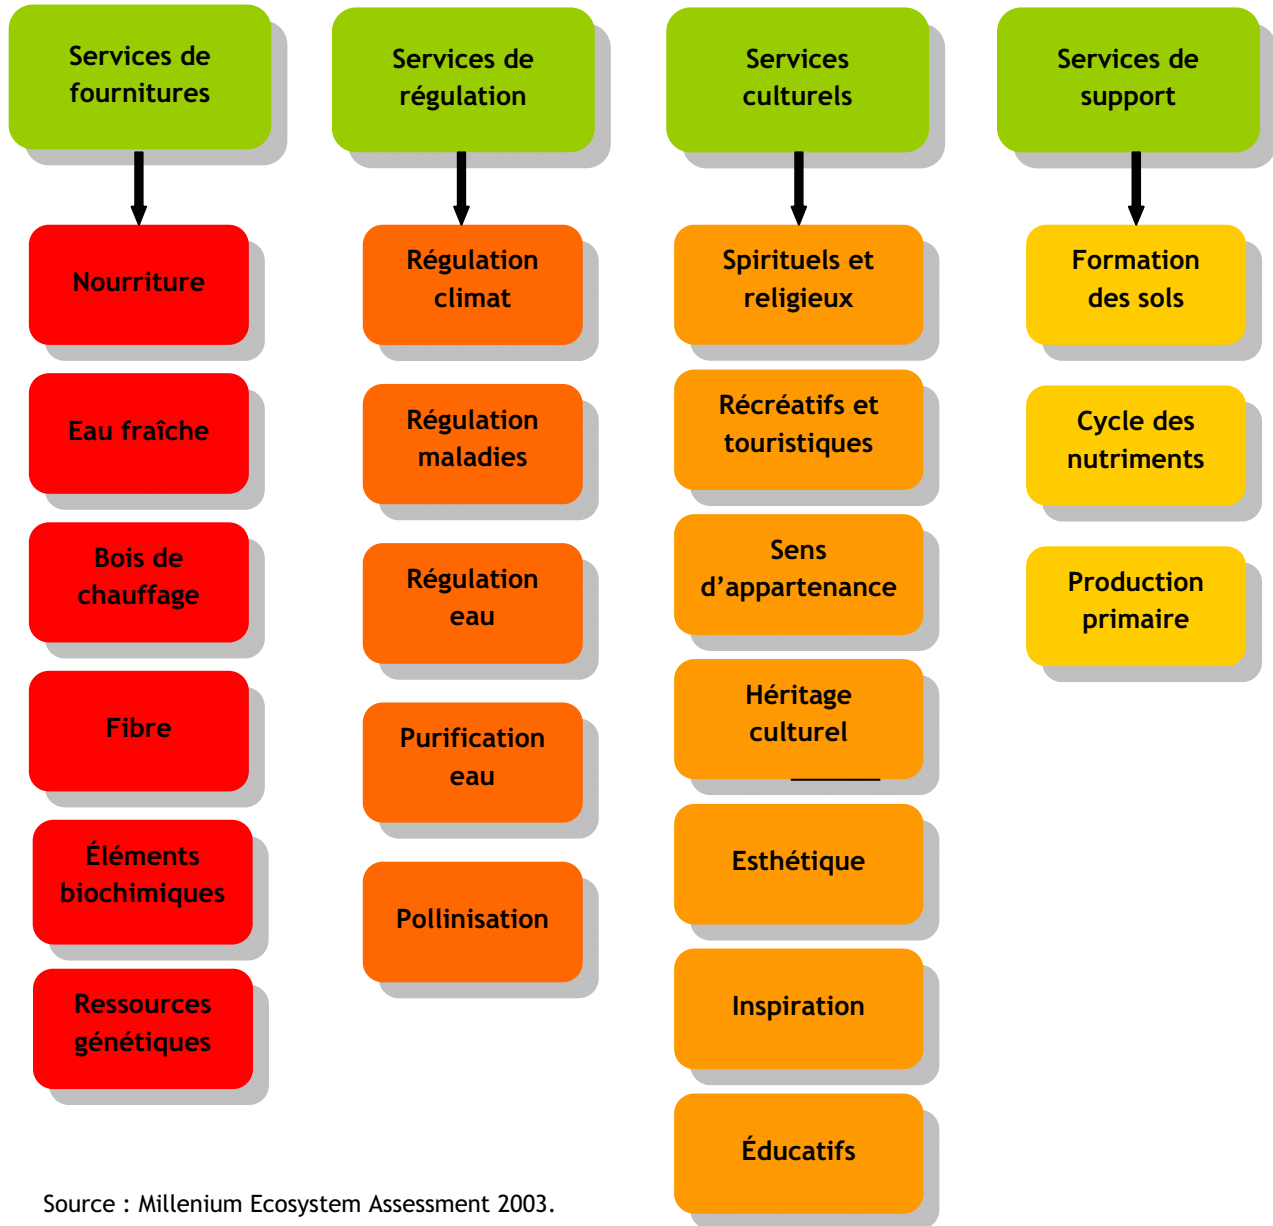 Services de
fournitures
Nourriture
Eau fraîche
Bois de
chauffage
Fibre
Éléments
biochimiques
Ressources
génétiques
Services de
régulation
Régulation
climat
Régulation
maladies
Régulation
eau
Purification
eau
Pollinisation
Services
culturels
Spirituels et
religieux
Récréatifs et
touristiques
Sens
d’appartenance
Héritage
culturel
Esthétique
Inspiration
Éducatifs
Services de
support
Formation
des sols
Cycle des
nutriments
Production
primaire
Source : Millenium Ecosystem Assessment 2003.